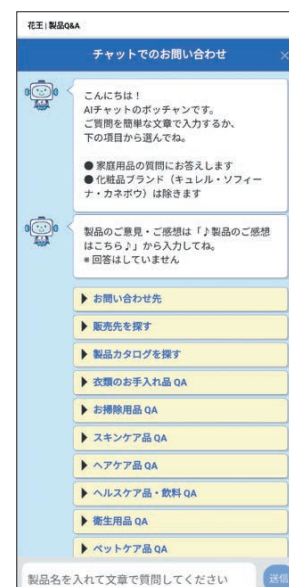 花王 | 製品Q&A
チャットでのお問い合わせ
×
こんにちは！
AIチャットのボッチャンです。
ご質問を簡単な文章で入力するか、
下の項目から選んでね。
● 家庭用品の質問にお答えします
● 化粧品ブランド（キュレル・ソフィー
ナ・カネボウ）は除きます
製品のご意見・ご感想は「♪製品のご感想
はこちら♪」から入力してね。
※回答はしていません
▶ お問い合わせ先
▶ 販売先を探す
▶ 製品カタログを探す
▶ 衣類のお手入れ品 QA
▶ お掃除用品 QA
▶ スキンケア品 QA
▶ ヘアケア品 QA
▶ ヘルスケア品・飲料 QA
▶ 衛生用品 QA
▶ ペットケア品 QA
製品名を入れて文章で質問してください
送信